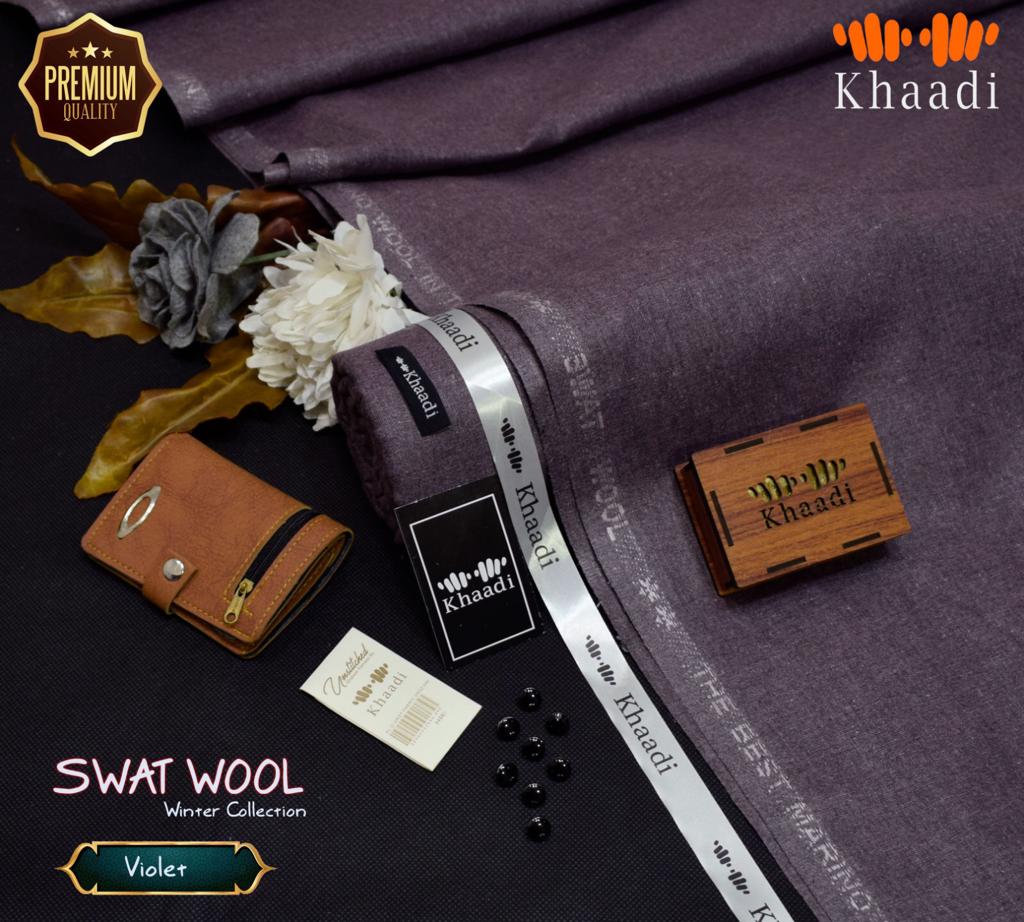 PREMIUM
QUALITY
Khaadi
Khaadi
Khaadi
SWAT WOOL ** THE BEST MARINO
Khaadi
Khaadi
Khaadi
Unstitched
Khaadi
Khaadi
SWAT WOOL
Winter Collection
Violet